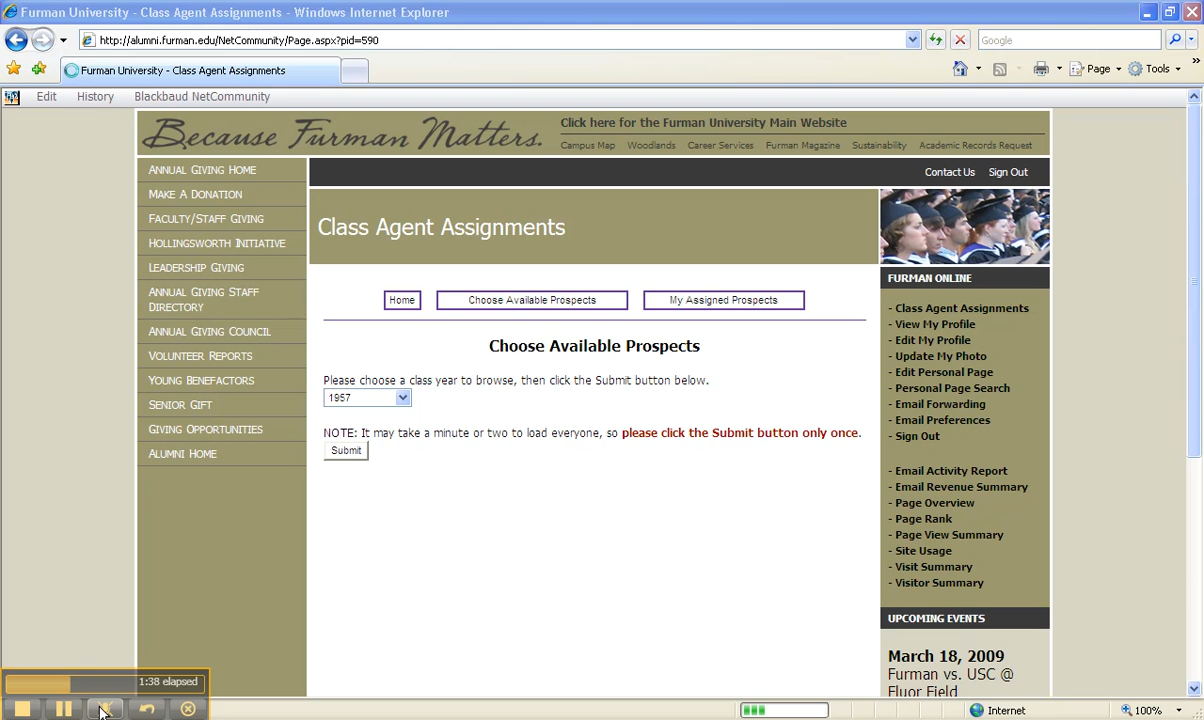 Furman University - Class Agent Assignments - Windows Internet Explorer
http://alumni.furman.edu/NetCommunity/Page.aspx?pid=590
Google
Furman University - Class Agent Assignments
Page
Tools
Edit
History
Blackbaud NetCommunity
Because Furman Matters.
Click here for the Furman University Main Website
Campus Map Woodlands Career Services Furman Magazine Sustainability Academic Records Request
Contact Us Sign Out
ANNUAL GIVING HOME
MAKE A DONATION
FACULTY/STAFF GIVING
HOLLINGSWORTH INITIATIVE
LEADERSHIP GIVING
ANNUAL GIVING STAFF
DIRECTORY
ANNUAL GIVING COUNCIL
VOLUNTEER REPORTS
YOUNG BENEFACTORS
SENIOR GIFT
GIVING OPPORTUNITIES
ALUMNI HOME
Class Agent Assignments
Home
Choose Available Prospects
My Assigned Prospects
Choose Available Prospects
Please choose a class year to browse, then click the Submit button below.
1957
NOTE: It may take a minute or two to load everyone, so please click the Submit button only once.
Submit
FURMAN ONLINE
- Class Agent Assignments
- View My Profile
- Edit My Profile
- Update My Photo
- Edit Personal Page
- Personal Page Search
- Email Forwarding
- Email Preferences
- Sign Out
- Email Activity Report
- Email Revenue Summary
- Page Overview
- Page Rank
- Page View Summary
- Site Usage
- Visit Summary
- Visitor Summary
UPCOMING EVENTS
March 18, 2009
Furman vs. USC @
Fluor Field
1:38 elapsed
Internet
100%